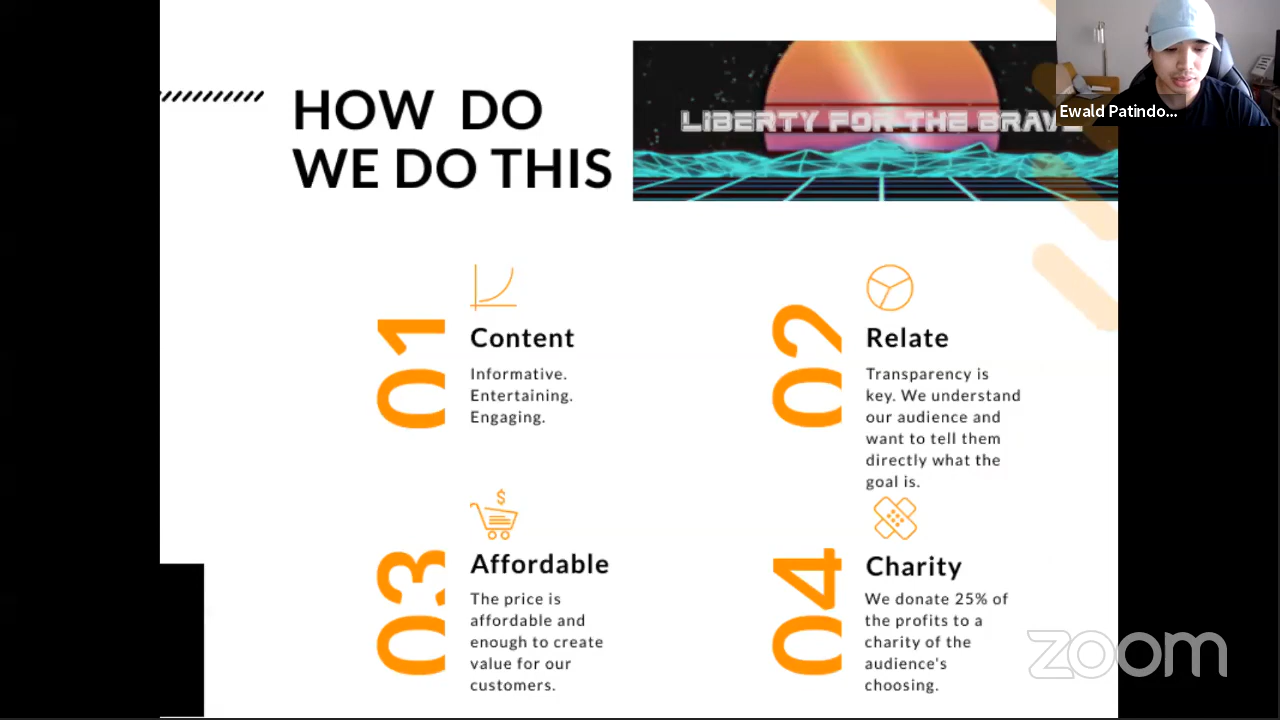 HOW DO
WE DO THIS
LIBERTY FOR THE BRAVE
Ewald Patindo...
01
Content
Informative.
Entertaining.
Engaging.
02
Relate
Transparency is
key. We understand
our audience and
want to tell them
directly what the
goal is.
03
$
Affordable
The price is
affordable and
enough to create
value for our
customers.
04
Charity
We donate 25% of
the profits to a
charity of the
audience's
choosing.
zoom